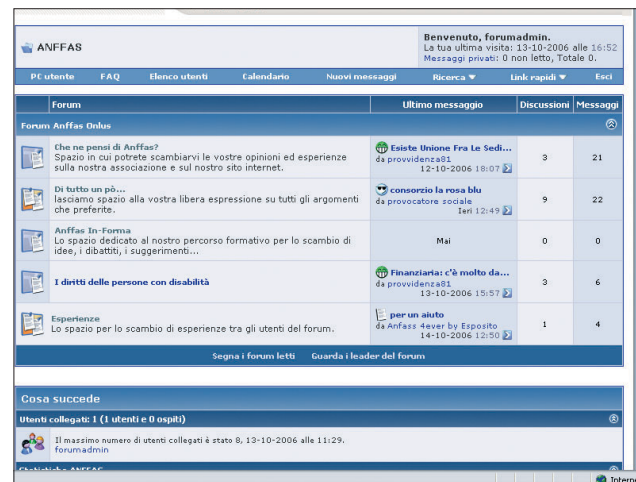 ANFFAS
Benvenuto, forumadmin.
La tua ultima visita: 13-10-2006 alle 16:52
Messaggi privati: 0 non letto, Totale 0.
PC utente FAQ Elenco utenti Calendario Nuovi messaggi Ricerca Link rapidi Esci
Forum Ultimo messaggio Discussioni Messaggi
Forum Anffas Onlus
Che ne pensi di Anffas?
Spazio in cui potrete scambiarvi le vostre opinioni ed esperienze
sulla nostra associazione e sul nostro sito internet.
Esiste Unione Fra Le Sedi...
da provvidenza81
12-10-2006 18:07
3 21
Di tutto un pò...
lasciamo spazio alla vostra libera espressione su tutti gli argomenti
che preferite.
consorzio la rosa blu
da provocatore sociale
Ieri 12:49
9 22
Anffas In-Forma
Lo spazio dedicato al nostro percorso formativo per lo scambio di
idee, i dibattiti, i suggerimenti...
Mai 0 0
I diritti delle persone con disabilità
Finanziaria: c'è molto da...
da provvidenza81
13-10-2006 15:57
3 6
Esperienze
Lo spazio per lo scambio di esperienze tra gli utenti del forum.
per un aiuto
da Anfass 4ever by Esposito
14-10-2006 12:50
1 4
Segna i forum letti Guarda i leader del forum
Cosa succede
Utenti collegati: 1 (1 utenti e 0 ospiti)
Il massimo numero di utenti collegati è stato 8, 13-10-2006 alle 11:29.
forumadmin
Statistiche ANFFAS
Interne